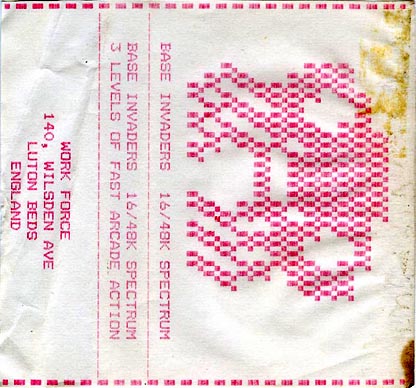 BASE INVADERS 16/48K SPECTRUM
BASE INVADERS 16/48K SPECTRUM
3 LEVELS OF FAST ARCADE ACTION
WORK FORCE
140, WILSDEN AVE
LUTON BEDS
ENGLAND